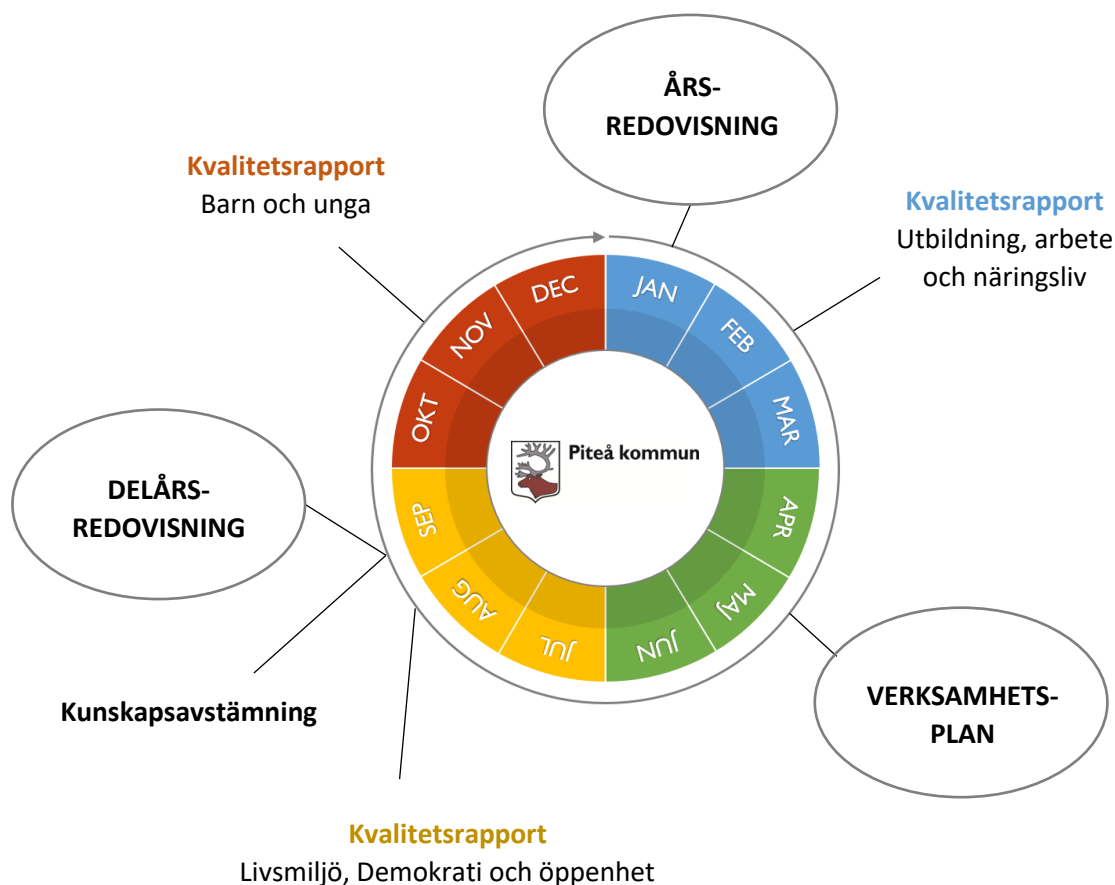 ÅRS-
REDOVISNING
Kvalitetsrapport
Barn och unga
Kvalitetsrapport
Utbildning, arbete
och näringsliv
JAN
FEB
MAR
APR
MAJ
JUN
JUL
AUG
SEP
OKT
NOV
DEC
Piteå kommun
DELÅRS-
REDOVISNING
Kunskapsavstämning
VERKSAMHETS-
PLAN
Kvalitetsrapport
Livsmiljö, Demokrati och öppenhet